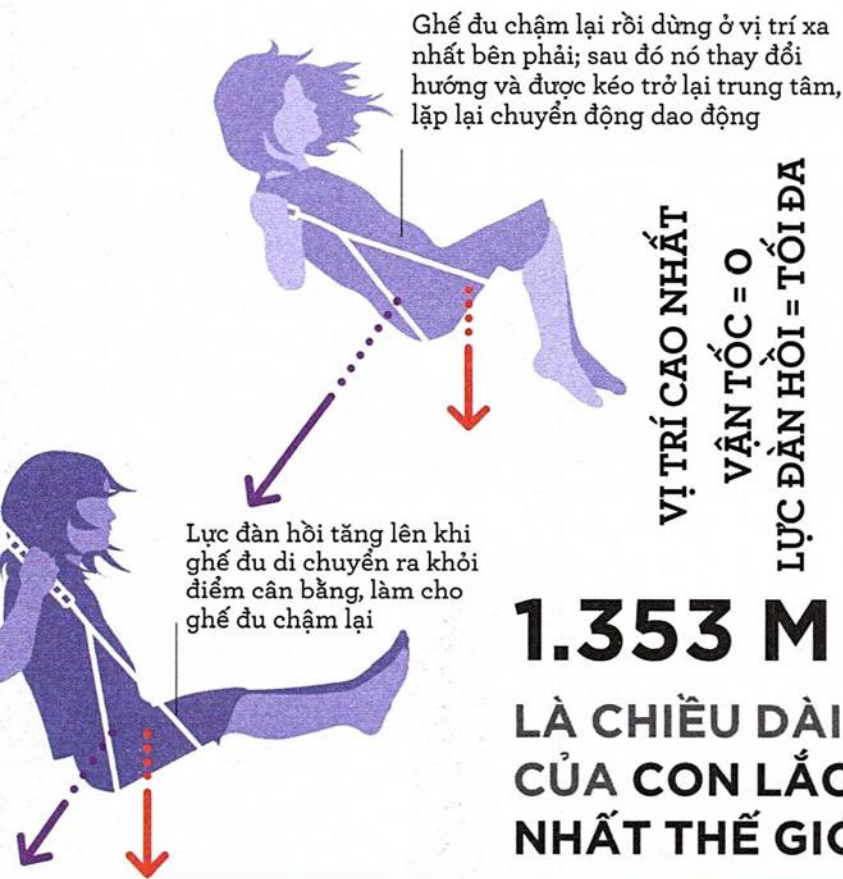 Ghế đu chậm lại rồi dừng ở vị trí xa
nhất bên phải; sau đó nó thay đổi
hướng và được kéo trở lại trung tâm,
lặp lại chuyển động dao động
VỊ TRÍ CAO NHẤT
VẬN TỐC = 0
LỰC ĐÀN HỒI = TỐI ĐA
Lực đàn hồi tăng lên khi
ghế đu di chuyển ra khỏi
điểm cân bằng, làm cho
ghế đu chậm lại
1.353 M
LÀ CHIỀU DÀI
CỦA CON LẮC
NHẤT THẾ GIỚ